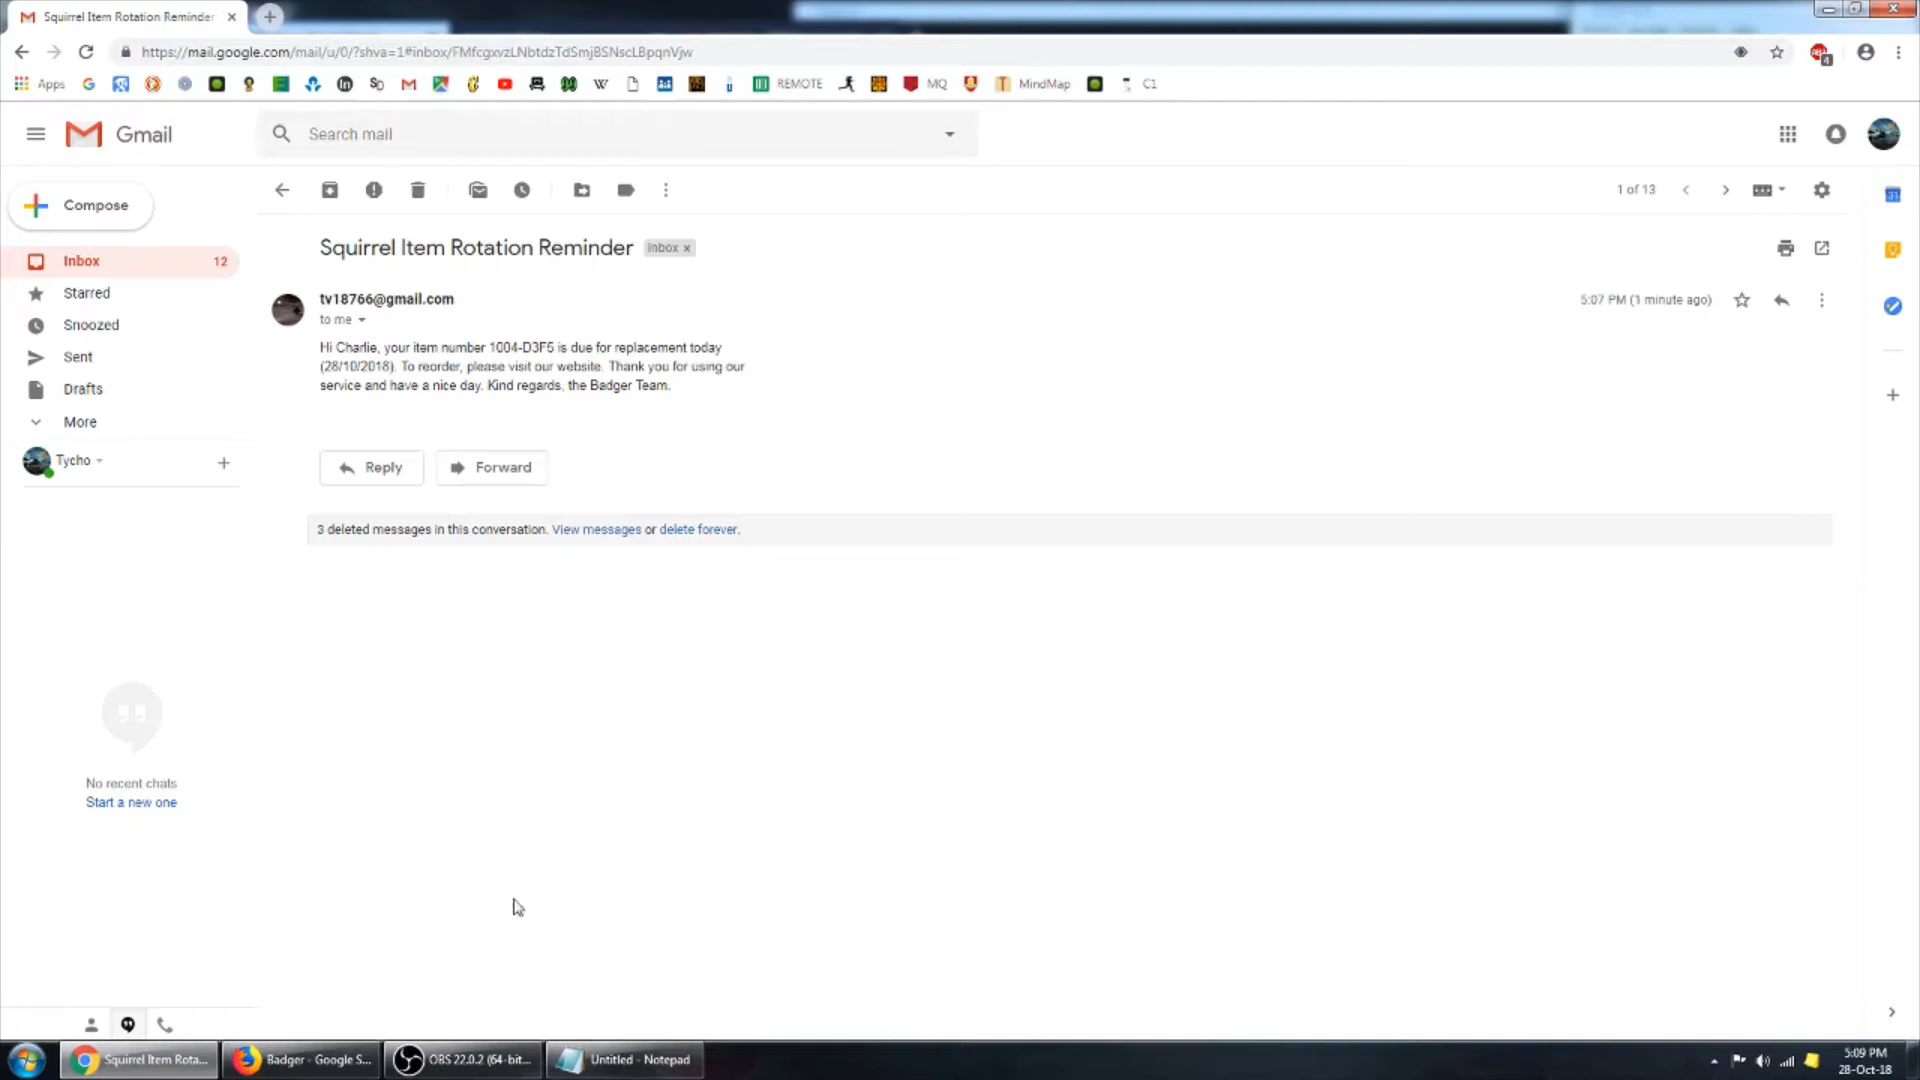 Squirrel Item Rotation Reminder
https://mail.google.com/mail/u/0/?shva=1#inbox/FMfcgxvzLNbtdzTdSmjBSNscLBpqnVjw
4
Apps
REMOTE
MQ
MindMap
C1
Gmail
Search mail
Compose
1 of 13
Squirrel Item Rotation Reminder
Inbox x
Inbox 12
Starred
Snoozed
Sent
Drafts
More
Tycho
tv18766@gmail.com
5:07 PM (1 minute ago)
to me
Hi Charlie, your item number 1004-D3F5 is due for replacement today
(28/10/2018). To reorder, please visit our website. Thank you for using our
service and have a nice day. Kind regards, the Badger Team.
Reply
Forward
3 deleted messages in this conversation. View messages or delete forever.
31
No recent chats
Start a new one
Squirrel Item Rota...
Badger - Google S...
OBS 22.0.2 (64-bit...
Untitled - Notepad
5:09 PM
28-Oct-18